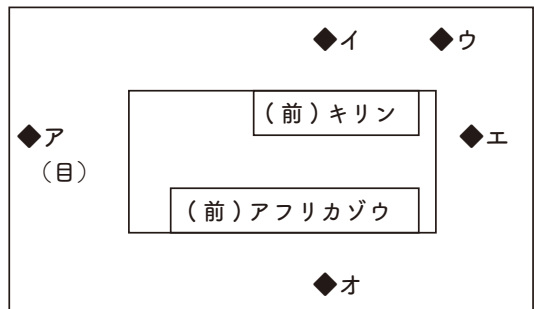 ◆イ ◆ウ
(前)キリン
◆ア ◆エ
(目)
(前)アフリカゾウ
◆オ